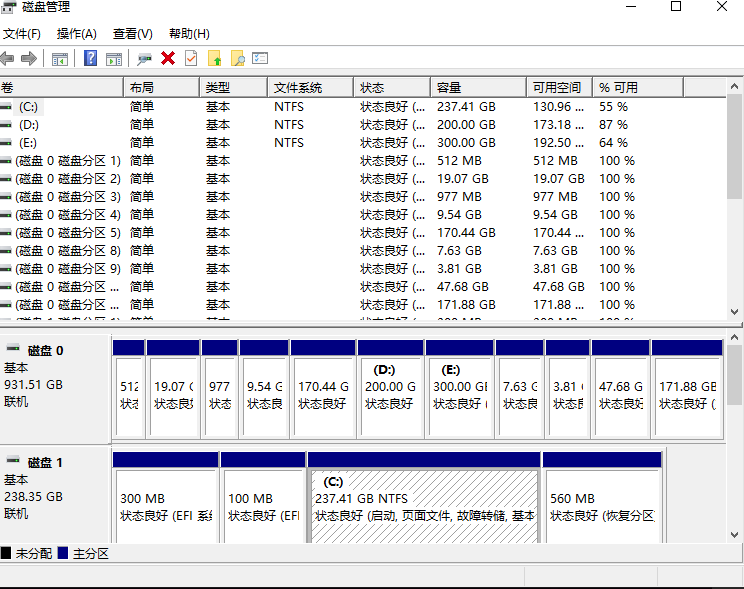 磁盘管理
文件(F) 操作(A) 查看(V) 帮助(H)
卷 布局 类型 文件系统 状态 容量 可用空间 % 可用
(C:) 简单 基本 NTFS 状态良好 (... 237.41 GB 130.96 ... 55 %
(D:) 简单 基本 NTFS 状态良好 (... 200.00 GB 173.18 ... 87 %
(E:) 简单 基本 NTFS 状态良好 (... 300.00 GB 192.50 ... 64 %
(磁盘 0 磁盘分区 1) 简单 基本 状态良好 (... 512 MB 512 MB 100 %
(磁盘 0 磁盘分区 2) 简单 基本 状态良好 (... 19.07 GB 19.07 GB 100 %
(磁盘 0 磁盘分区 3) 简单 基本 状态良好 (... 977 MB 977 MB 100 %
(磁盘 0 磁盘分区 4) 简单 基本 状态良好 (... 9.54 GB 9.54 GB 100 %
(磁盘 0 磁盘分区 5) 简单 基本 状态良好 (... 170.44 GB 170.44 ... 100 %
(磁盘 0 磁盘分区 8) 简单 基本 状态良好 (... 7.63 GB 7.63 GB 100 %
(磁盘 0 磁盘分区 9) 简单 基本 状态良好 (... 3.81 GB 3.81 GB 100 %
(磁盘 0 磁盘分区 ... 简单 基本 状态良好 (... 47.68 GB 47.68 GB 100 %
(磁盘 0 磁盘分区 ... 简单 基本 状态良好 (... 171.88 GB 171.88 ... 100 %
磁盘 0
基本
931.51 GB
联机
512
状态
19.07 G
状态良好
977
状态
9.54 G
状态良
170.44 G
状态良好
(D:)
200.00 G
状态良好
(E:)
300.00 GB
状态良好 (
7.63 G
状态良
3.81 G
状态良
47.68 G
状态良好
171.88 GB
状态良好 (
磁盘 1
基本
238.35 GB
联机
300 MB
状态良好 (EFI 系统
100 MB
状态良好 (EFI
(C:)
237.41 GB NTFS
状态良好 (启动, 页面文件, 故障转储, 基本
560 MB
状态良好 (恢复分区
未分配 主分区